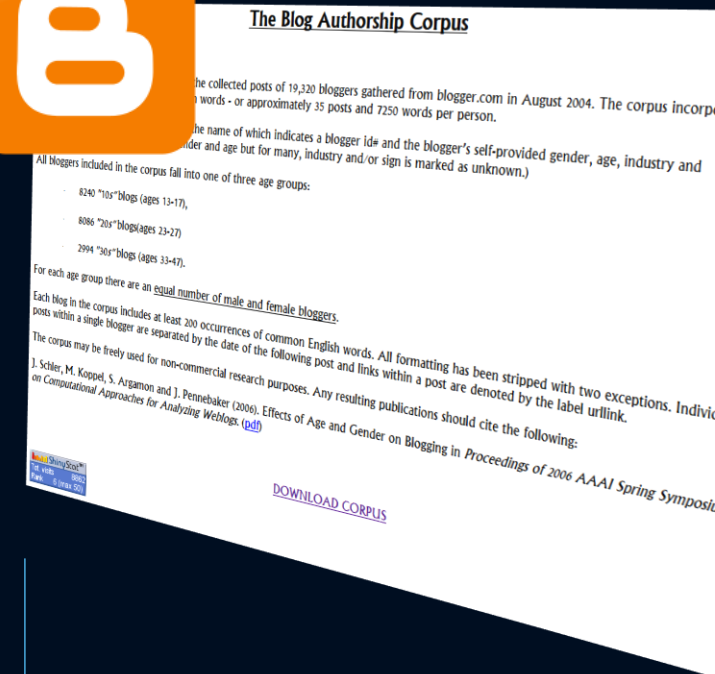 The Blog Authorship Corpus
he collected posts of 19,320 bloggers gathered from blogger.com in August 2004. The corpus incorp
words - or approximately 35 posts and 7250 words per person.
he name of which indicates a blogger id# and the blogger's self-provided gender, age, industry and
der and age but for many, industry and/or sign is marked as unknown.)
All bloggers included in the corpus fall into one of three age groups:
· 8240 "10s" blogs (ages 13-17),
· 8086 "20s" blogs(ages 23-27)
· 2994 "30s" blogs (ages 33-47).
For each age group there are an equal number of male and female bloggers.
Each blog in the corpus includes at least 200 occurrences of common English words. All formatting has been stripped with two exceptions. Individ
posts within a single blogger are separated by the date of the following post and links within a post are denoted by the label urllink.
The corpus may be freely used for non-commercial research purposes. Any resulting publications should cite the following:
J. Schler, M. Koppel, S. Argamon and J. Pennebaker (2006). Effects of Age and Gender on Blogging in Proceedings of 2006 AAAI Spring Symposiu
on Computational Approaches for Analyzing Weblogs. (pdf)
ShinyStat™
Tot. visits 8062
Rank 6 (max 50)
DOWNLOAD CORPUS